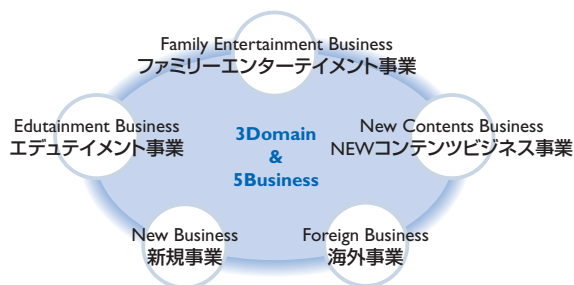 Family Entertainment Business
ファミリーエンターテイメント事業
Edutainment Business
エデュテイメント事業
3Domain
&
5Business
New Contents Business
NEWコンテンツビジネス事業
New Business
新規事業
Foreign Business
海外事業